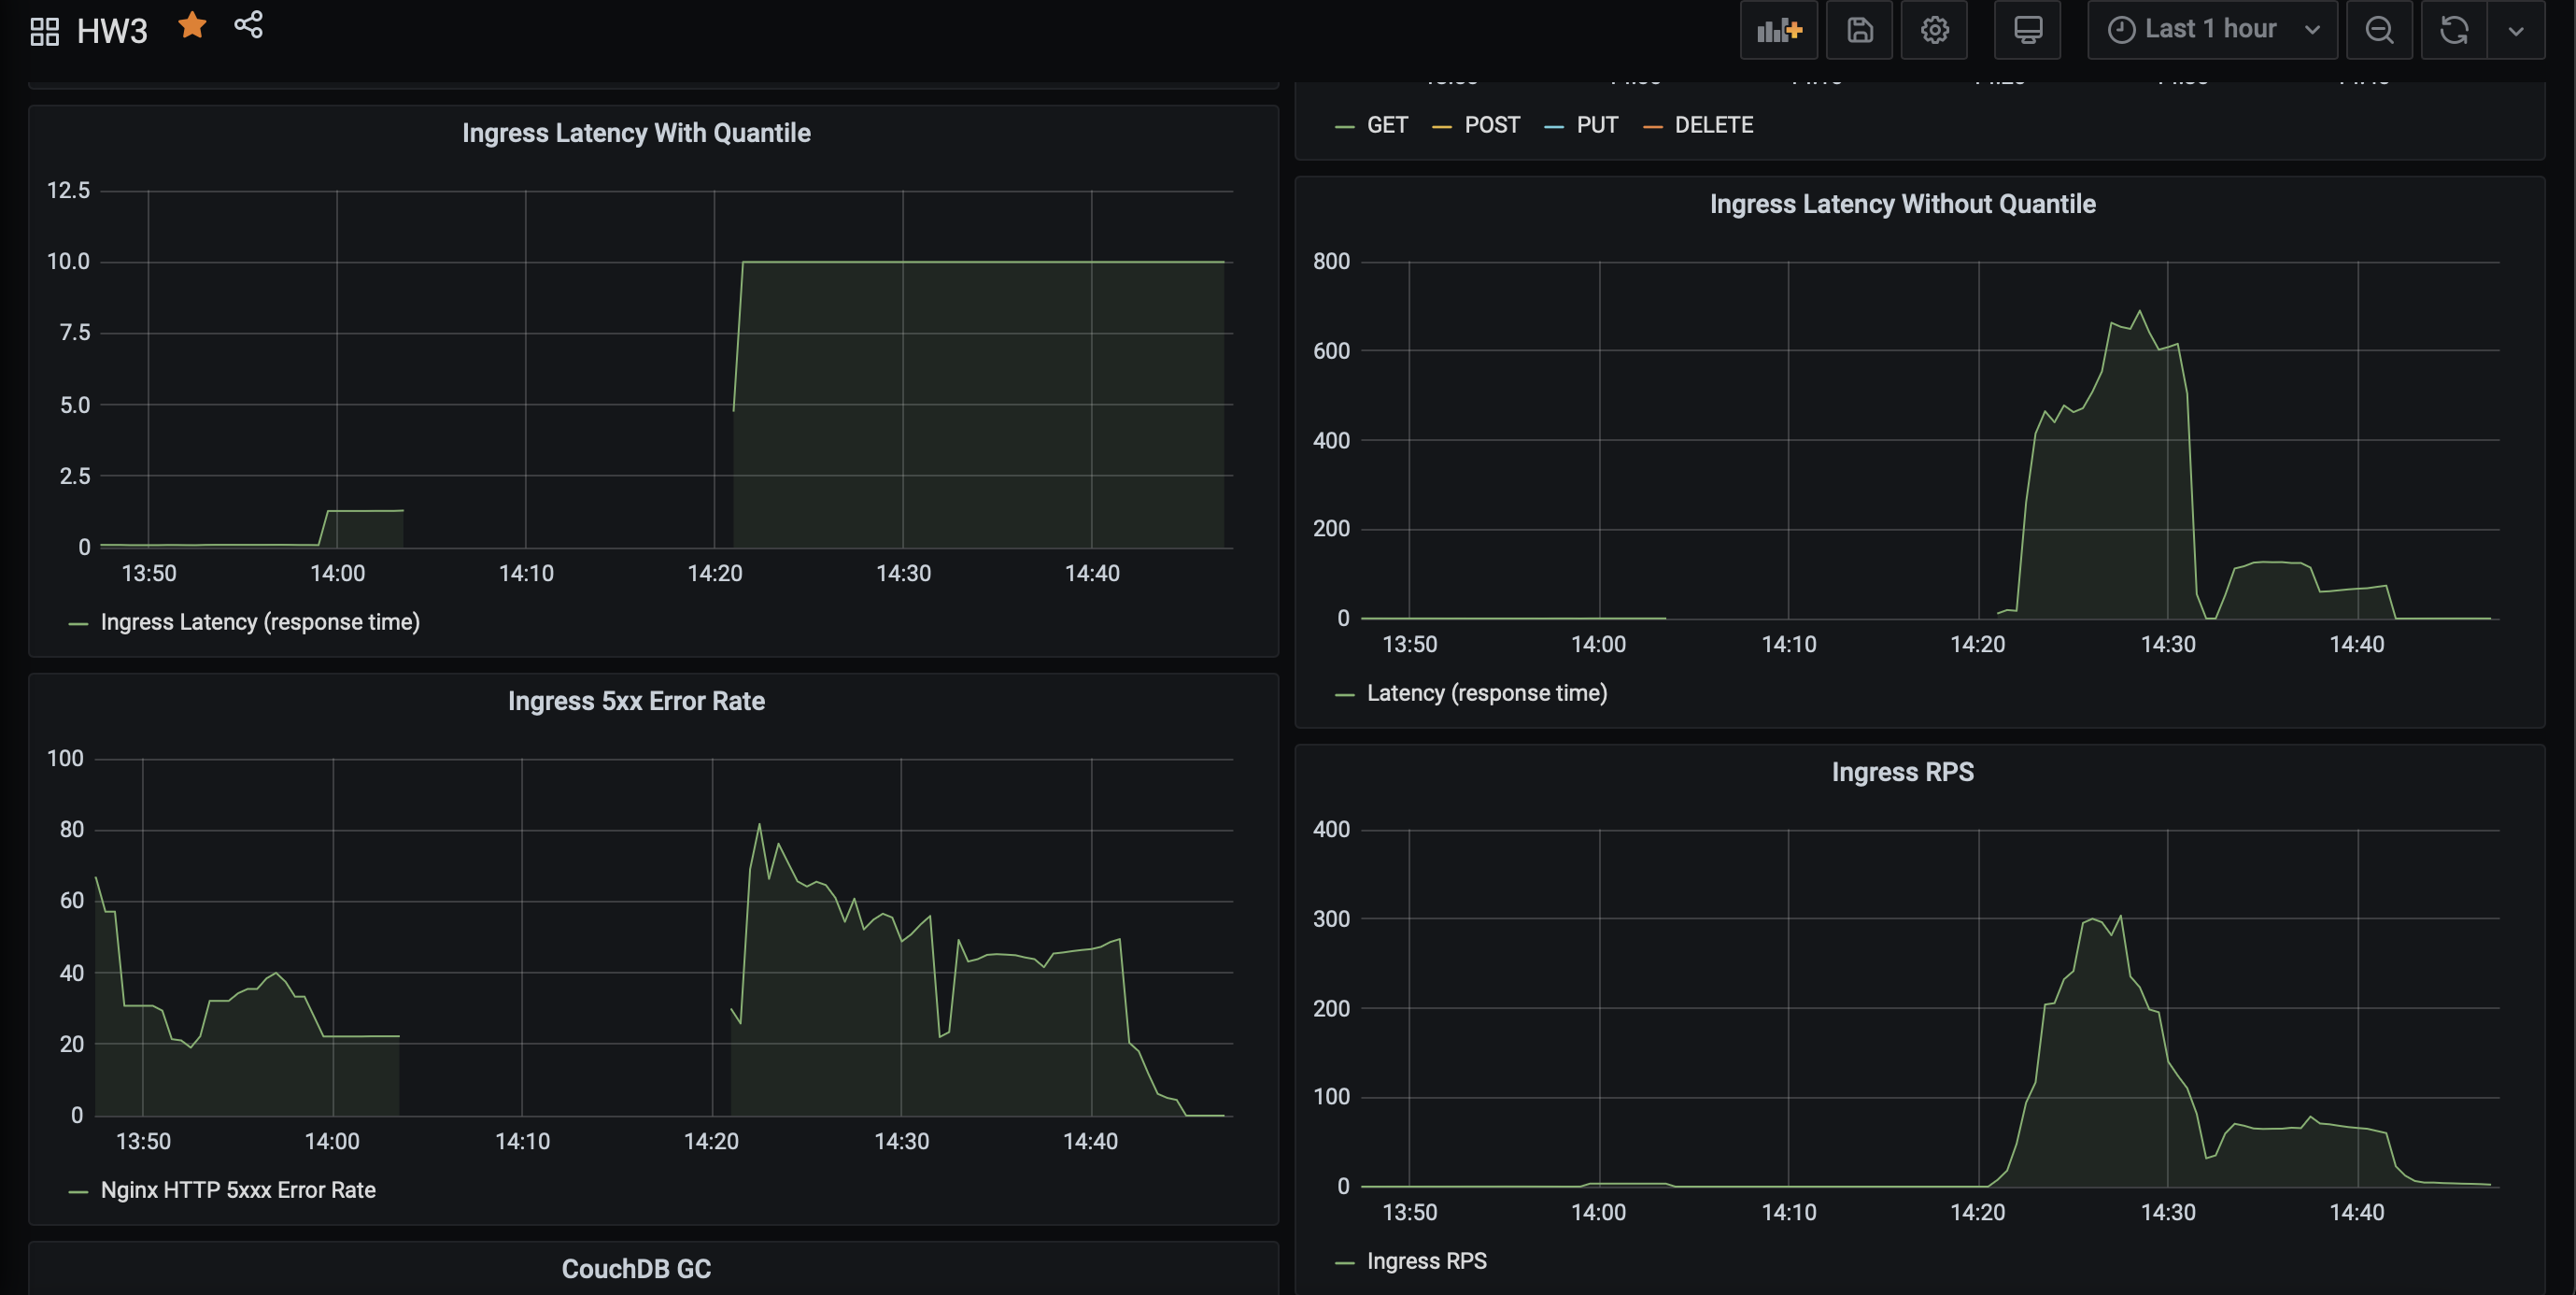 HW3
Last 1 hour
GET POST PUT DELETE
Ingress Latency With Quantile
12.5
10.0
7.5
5.0
2.5
0
13:50 14:00 14:10 14:20 14:30 14:40
Ingress Latency (response time)
Ingress Latency Without Quantile
800
600
400
200
0
13:50 14:00 14:10 14:20 14:30 14:40
Latency (response time)
Ingress 5xx Error Rate
100
80
60
40
20
0
13:50 14:00 14:10 14:20 14:30 14:40
Nginx HTTP 5xxx Error Rate
Ingress RPS
400
300
200
100
0
13:50 14:00 14:10 14:20 14:30 14:40
Ingress RPS
CouchDB GC